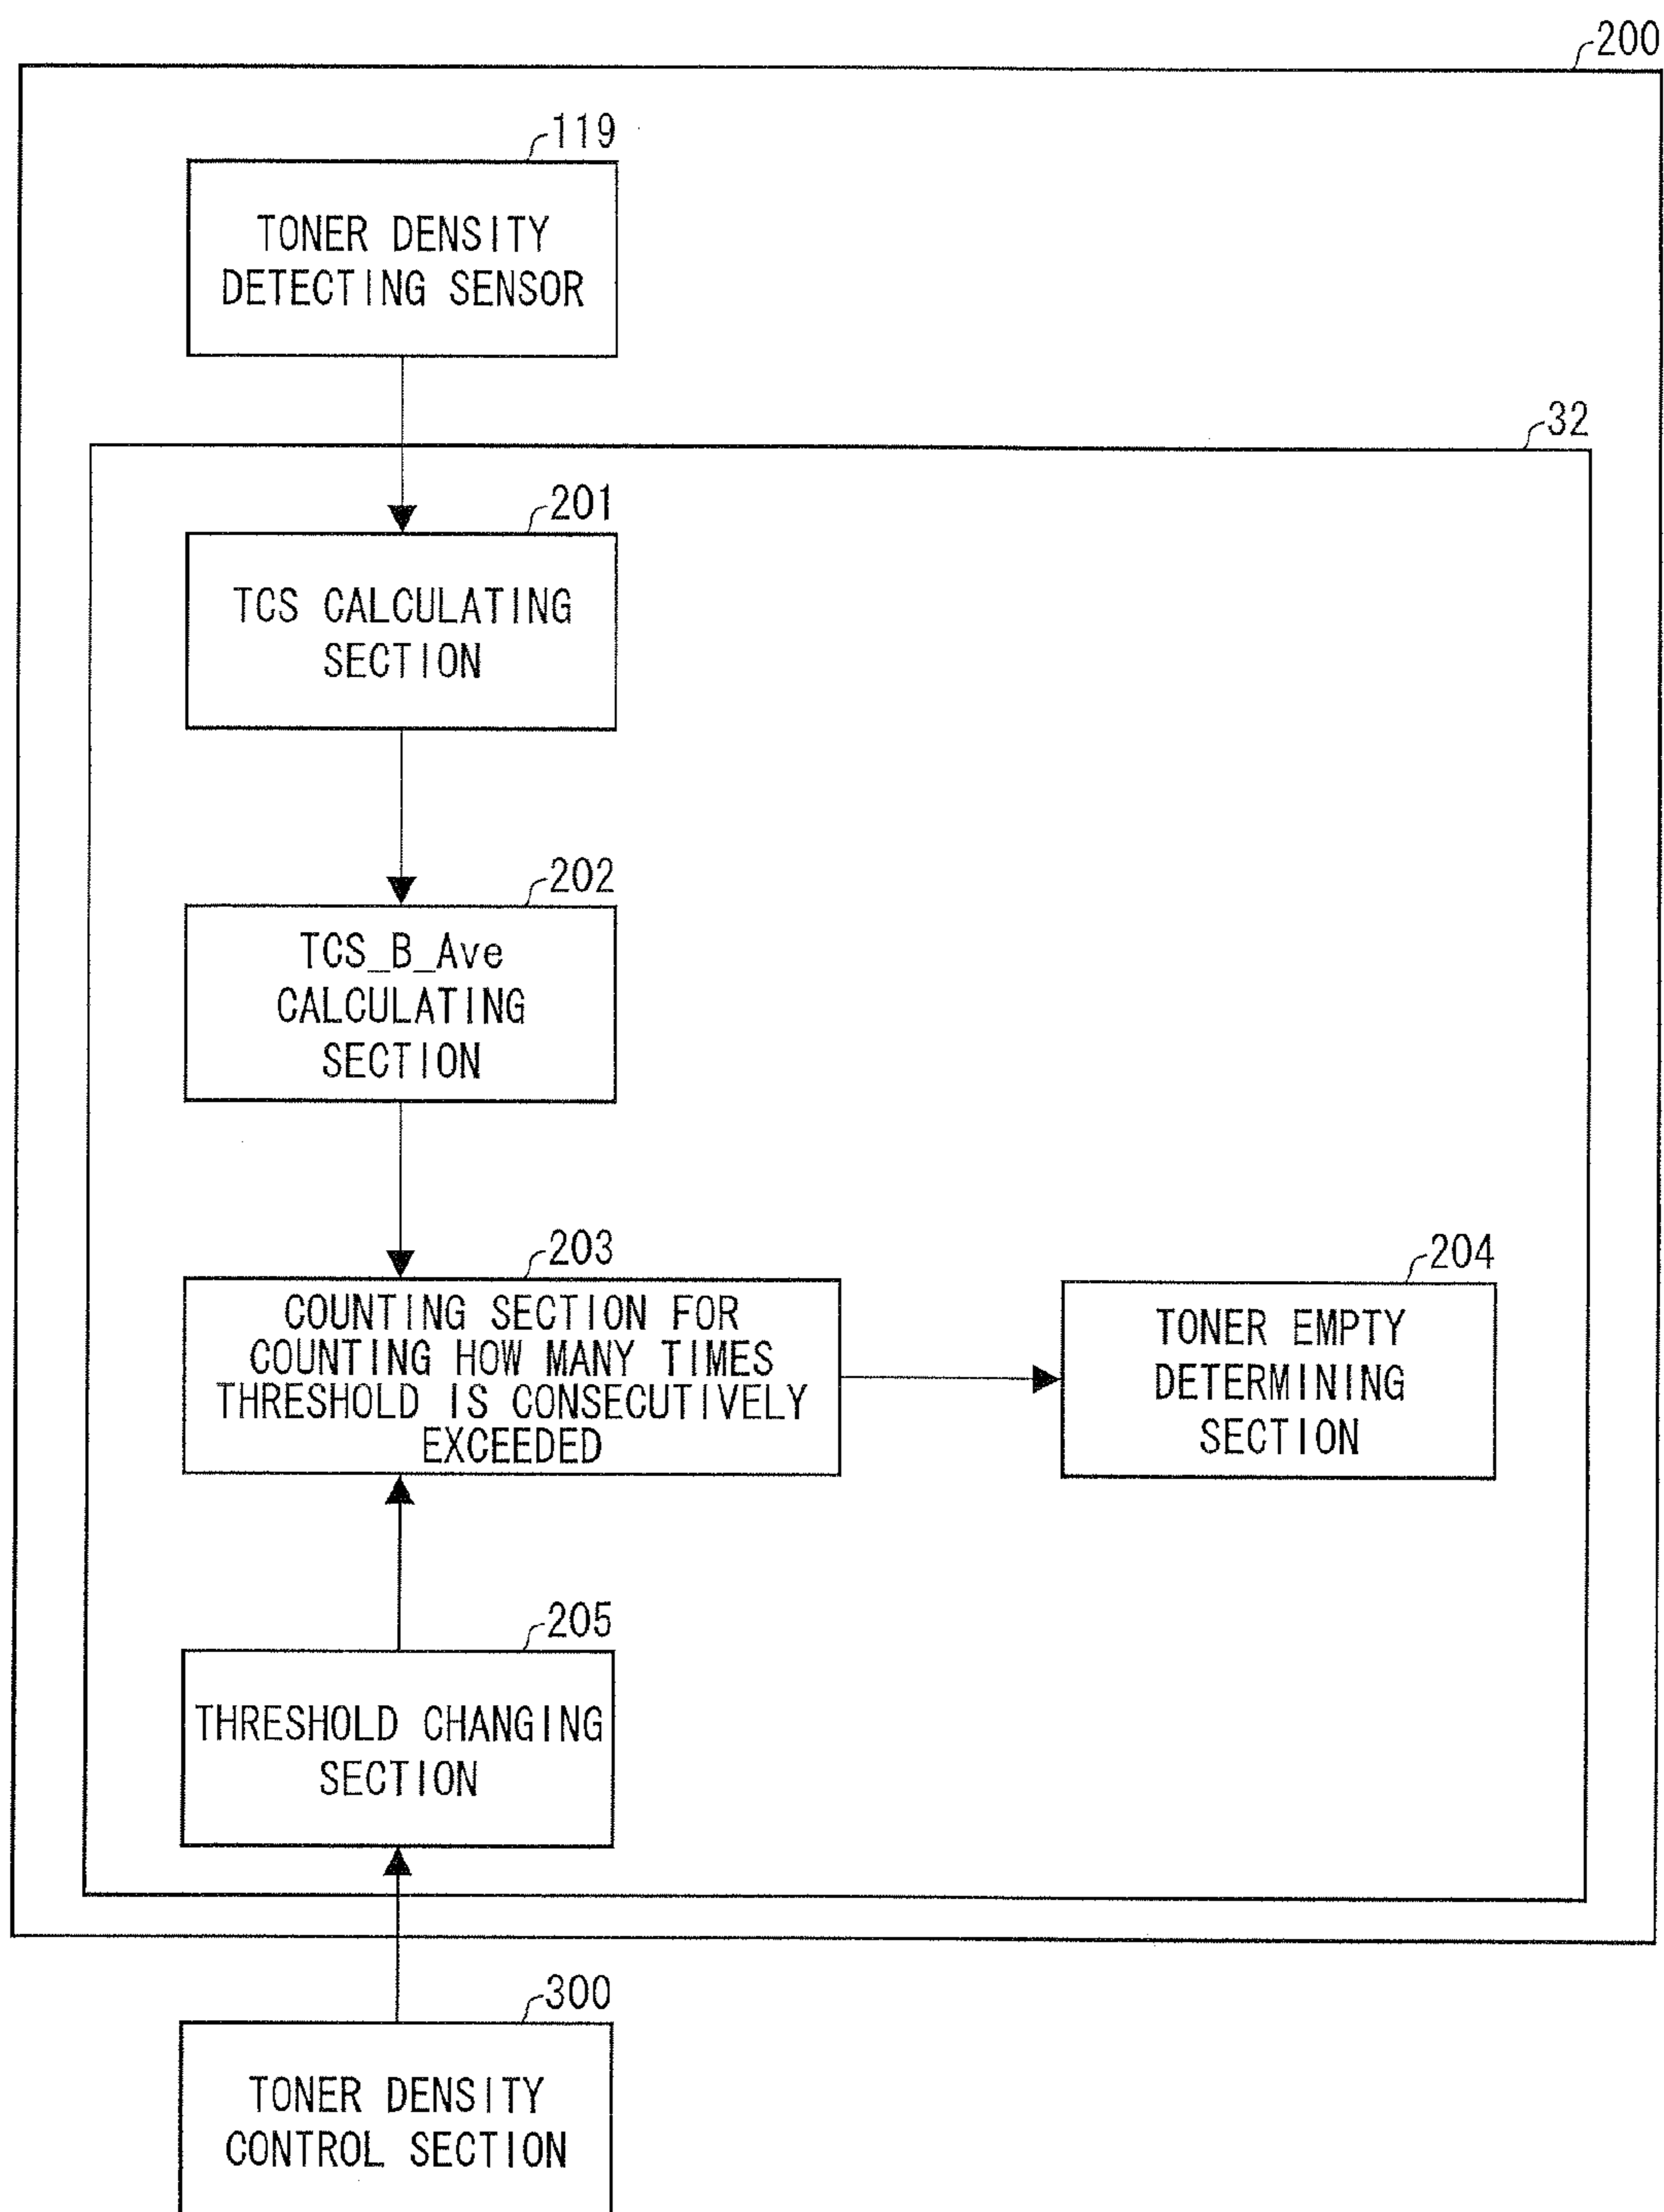 200
119
TONER DENSITY
DETECTING SENSOR
32
201
TCS CALCULATING
SECTION
202
TCS_B_Ave
CALCULATING
SECTION
203
COUNTING SECTION FOR
COUNTING HOW MANY TIMES
THRESHOLD IS CONSECUTIVELY
EXCEEDED
204
TONER EMPTY
DETERMINING
SECTION
205
THRESHOLD CHANGING
SECTION
300
TONER DENSITY
CONTROL SECTION